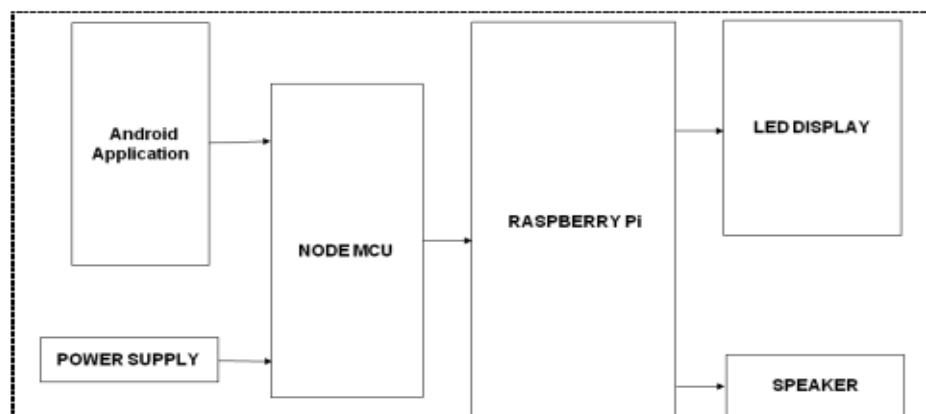 Android
Application
NODE MCU
POWER SUPPLY
RASPBERRY Pi
LED DISPLAY
SPEAKER